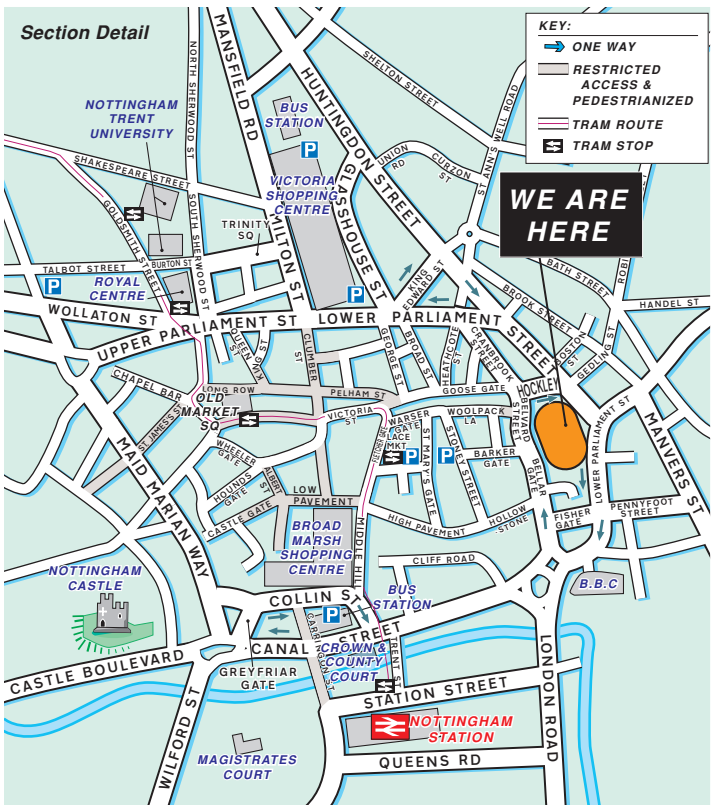 Section Detail
KEY:
ONE WAY
RESTRICTED
ACCESS &
PEDESTRIANIZED
TRAM ROUTE
TRAM STOP
WE ARE
HERE
NORTH SHERWOOD ST
MANSFIELD RD
HUNTINGDON STREET
SHELTON STREET
ST ANN'S WELL ROAD
NOTTINGHAM
TRENT
UNIVERSITY
BUS
STATION
P
UNION
RD
CURZON
ST
SHAKESPEARE STREET
VICTORIA
SHOPPING
CENTRE
GLASSHOUSE ST
GOLDSMITH STREET
SOUTH SHERWOOD ST
TRINITY
SQ
MILTON ST
KING
EDWARD ST
BATH STREET
TALBOT STREET
BURTON ST
P
ROYAL
CENTRE
P
BROOK STREET
HANDEL ST
WOLLATON ST
UPPER PARLIAMENT ST
LOWER PARLIAMENT STREET
QUEEN
ST
KING ST
CLUMBER
ST
GEORGE ST
BROAD ST
HEATHCOTE
ST
CRANBROOK
STREET
BOSTON
ST
GEDLING ST
CHAPEL BAR
LONG ROW
PELHAM ST
GOOSE GATE
HOCKLEY
OLD
MARKET
SQ
ST JAMES'S ST
VICTORIA
ST
WARSER
GATE
WOOLPACK
LA
BELVARD
STREET
MANVERS ST
LOWER PARLIAMENT ST
MAID MARIAN WAY
WHEELER
GATE
FLETCHER GATE
LACE
MKT
P
ST MARY'S GATE
P
STONEY STREET
BARKER
GATE
BELLAR
GATE
HOUNDS
GATE
ALBERT
ST
CASTLE GATE
LOW
PAVEMENT
HIGH PAVEMENT
HOLLOW
STONE
FISHER
GATE
PENNYFOOT
STREET
BROAD
MARSH
SHOPPING
CENTRE
MIDDLE HILL
CLIFF ROAD
NOTTINGHAM
CASTLE
COLLIN ST
P
BUS
STATION
B.B.C
CANAL STREET
CARRINGTON ST
CROWN &
COUNTY
COURT
TRENT ST
GREYFRIAR
GATE
CASTLE BOULEVARD
WILFORD ST
STATION STREET
LONDON ROAD
NOTTINGHAM
STATION
MAGISTRATES
COURT
QUEENS RD